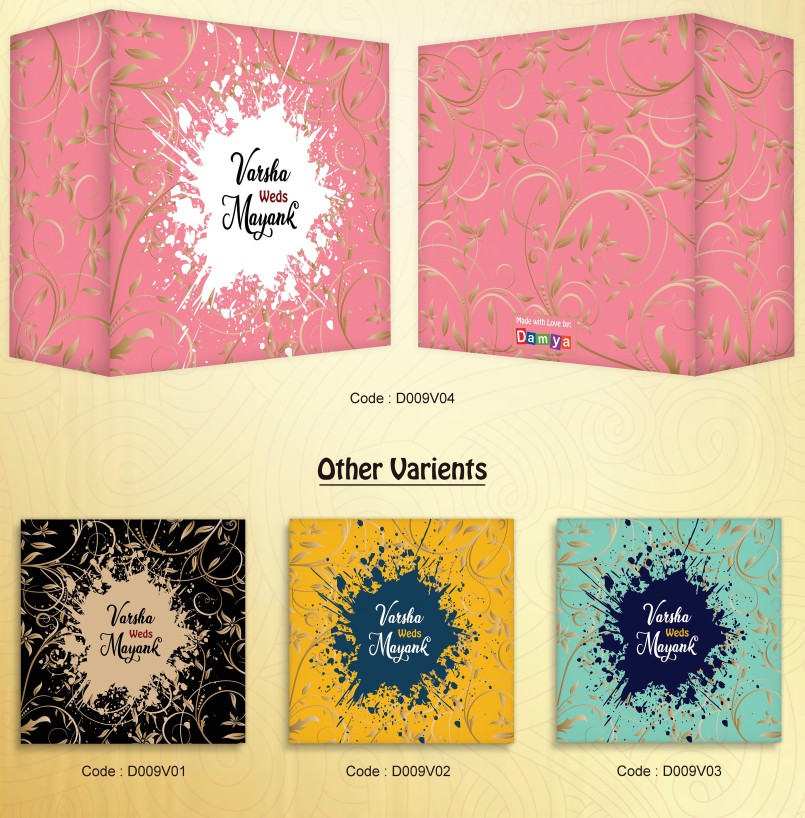 Varsha
Weds
Mayank
Made with Love by:
Damya
Code : D009V04
Other Varients
Varsha
Weds
Mayank
Code : D009V01
Varsha
Weds
Mayank
Code : D009V02
Varsha
Weds
Mayank
Code : D009V03